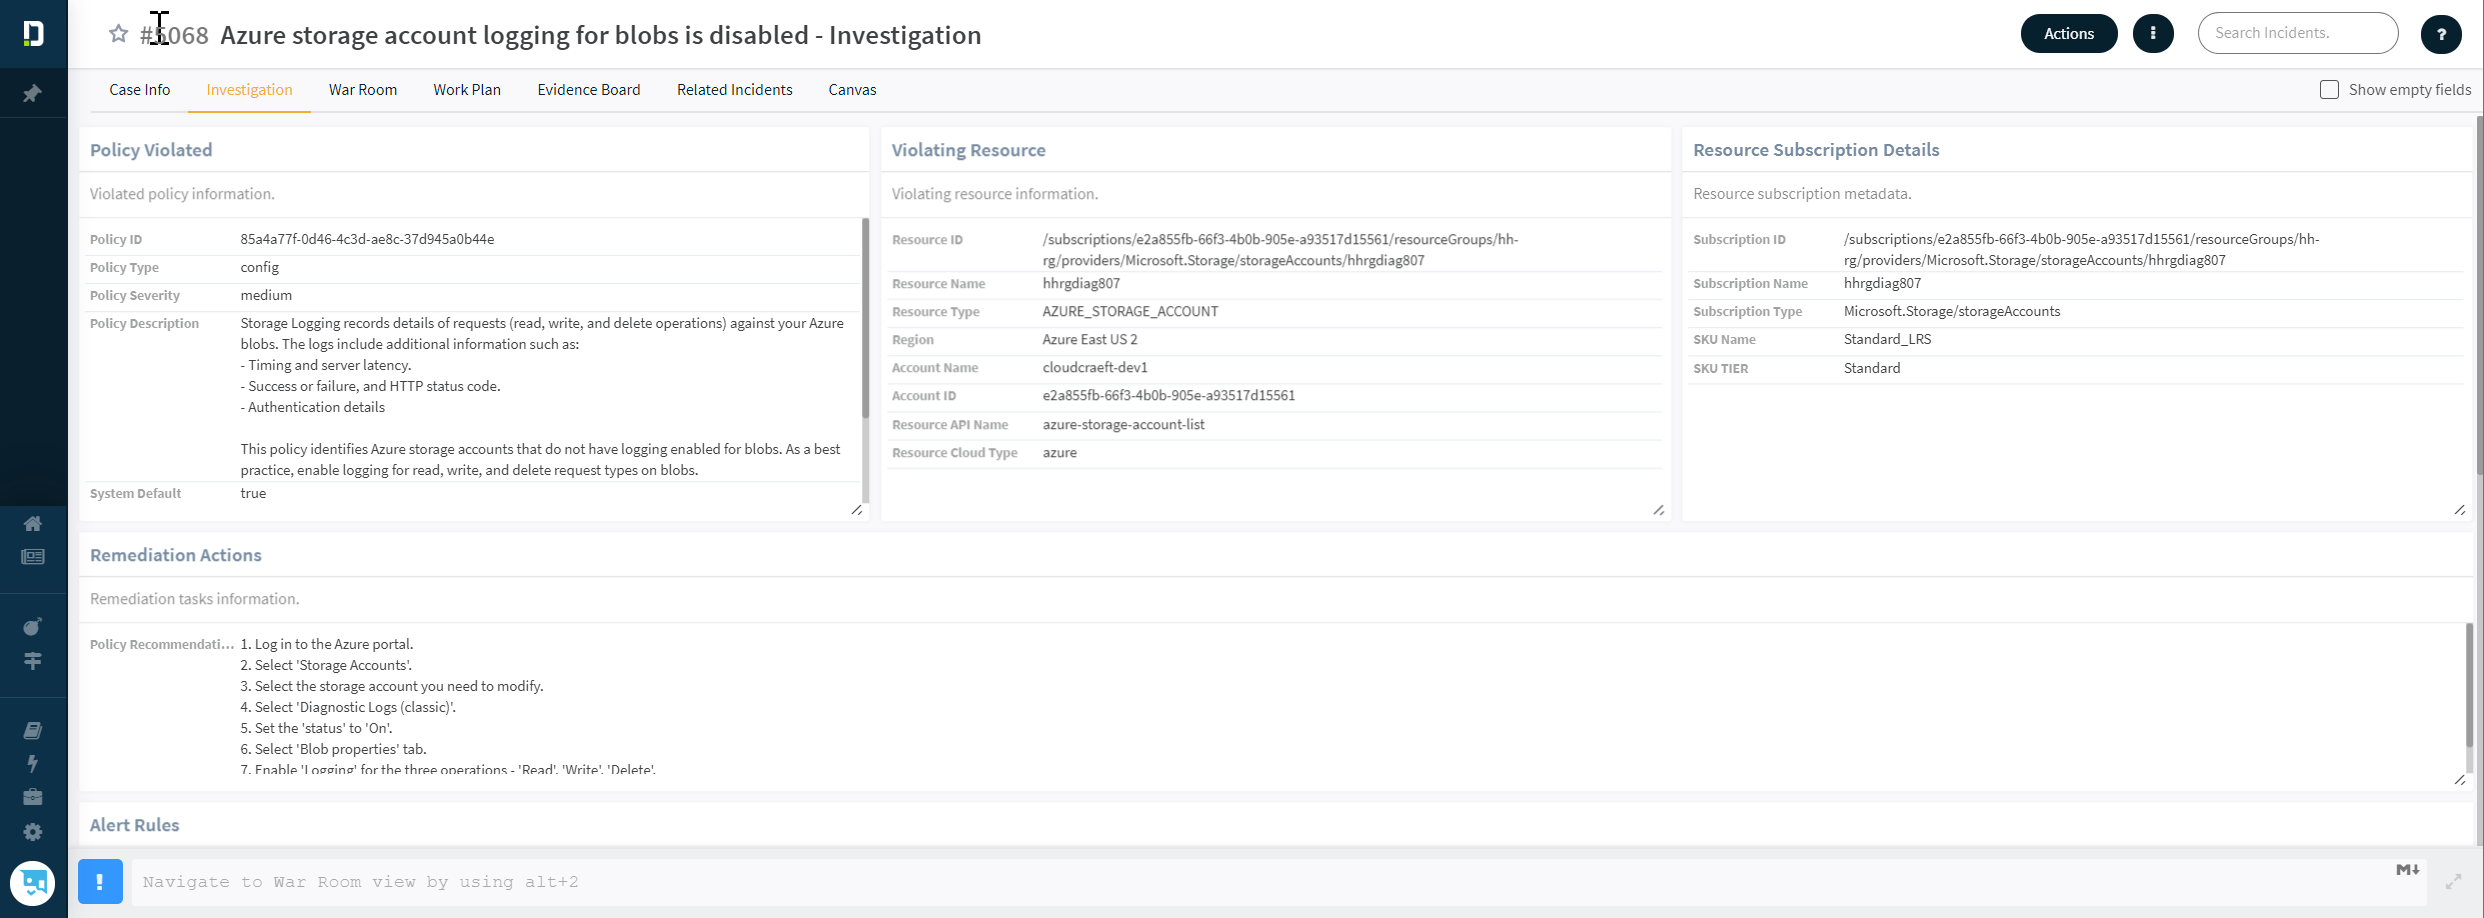 #5068 Azure storage account logging for blobs is disabled - Investigation
Actions
Search Incidents.
?
Case Info
Investigation
War Room
Work Plan
Evidence Board
Related Incidents
Canvas
Show empty fields
Policy Violated
Violated policy information.
Policy ID 85a4a77f-0d46-4c3d-ae8c-37d945a0b44e
Policy Type config
Policy Severity medium
Policy Description Storage Logging records details of requests (read, write, and delete operations) against your Azure
blobs. The logs include additional information such as:
- Timing and server latency.
- Success or failure, and HTTP status code.
- Authentication details
This policy identifies Azure storage accounts that do not have logging enabled for blobs. As a best
practice, enable logging for read, write, and delete request types on blobs.
System Default true
Violating Resource
Violating resource information.
Resource ID /subscriptions/e2a855fb-66f3-4b0b-905e-a93517d15561/resourceGroups/hh-
rg/providers/Microsoft.Storage/storageAccounts/hhrgdiag807
Resource Name hhrgdiag807
Resource Type AZURE_STORAGE_ACCOUNT
Region Azure East US 2
Account Name cloudcraeft-dev1
Account ID e2a855fb-66f3-4b0b-905e-a93517d15561
Resource API Name azure-storage-account-list
Resource Cloud Type azure
Resource Subscription Details
Resource subscription metadata.
Subscription ID /subscriptions/e2a855fb-66f3-4b0b-905e-a93517d15561/resourceGroups/hh-
rg/providers/Microsoft.Storage/storageAccounts/hhrgdiag807
Subscription Name hhrgdiag807
Subscription Type Microsoft.Storage/storageAccounts
SKU Name Standard_LRS
SKU TIER Standard
Remediation Actions
Remediation tasks information.
Policy Recommendati... 1. Log in to the Azure portal.
2. Select 'Storage Accounts'.
3. Select the storage account you need to modify.
4. Select 'Diagnostic Logs (classic)'.
5. Set the 'status' to 'On'.
6. Select 'Blob properties' tab.
7. Enable 'Logging' for the three operations - 'Read', 'Write', 'Delete'.
Alert Rules
!
Navigate to War Room view by using alt+2
M↓